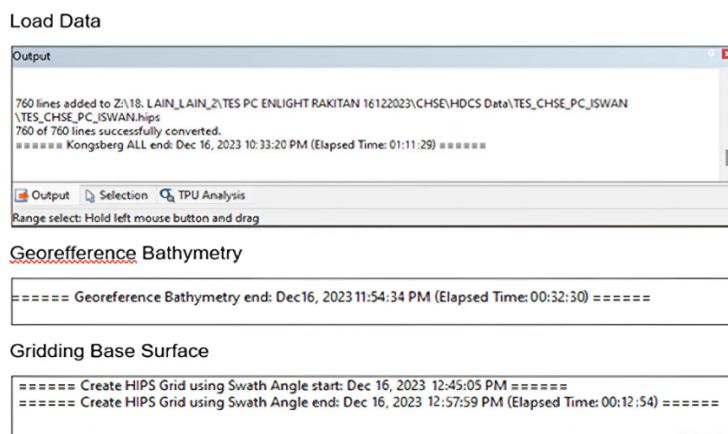 Load Data
Output
760 lines added to Z:\18. LAIN_LAIN_2\TES PC ENLIGHT RAKITAN 16122023\CHSE\HDCS Data\TES_CHSE_PC_ISWAN
\TES_CHSE_PC_ISWAN.hips
760 of 760 lines successfully converted.
====== Kongsberg ALL end: Dec 16, 2023 10:33:20 PM (Elapsed Time: 01:11:29) ======
Output Selection TPU Analysis
Range select: Hold left mouse button and drag
Georefference Bathymetry
====== Georeference Bathymetry end: Dec16, 2023 11:54:34 PM (Elapsed Time: 00:32:30) ======
Gridding Base Surface
====== Create HIPS Grid using Swath Angle start: Dec 16, 2023 12:45:05 PM ======
====== Create HIPS Grid using Swath Angle end: Dec 16, 2023 12:57:59 PM (Elapsed Time: 00:12:54) ======